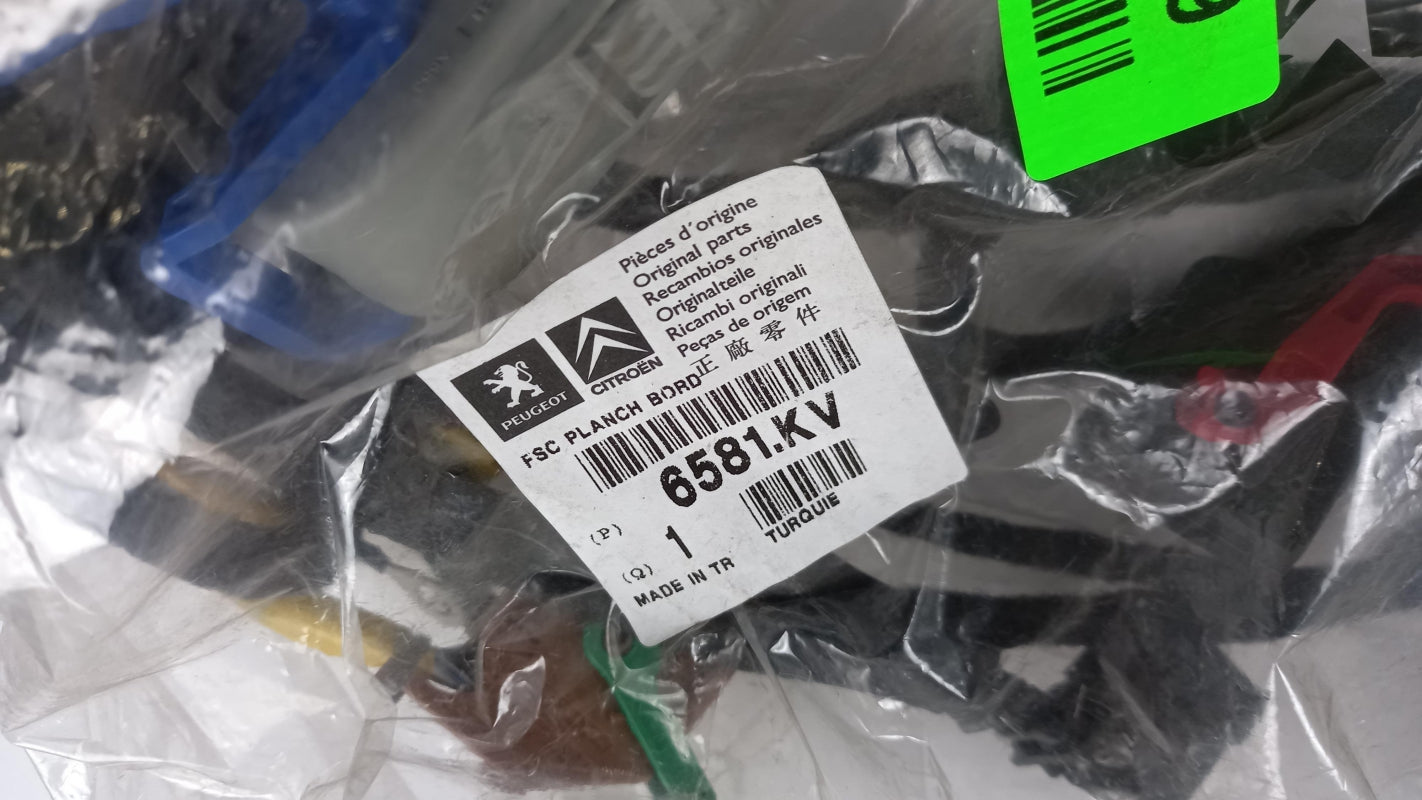 Pièces d'origine
Original parts
Recambios originales
Originalteile
Ricambi originali
Peças de origem
正廠零件
PEUGEOT
CITROËN
FSC PLANCH BORD
6581.KV
(P)
1
TURQUIE
(Q)
MADE IN TR